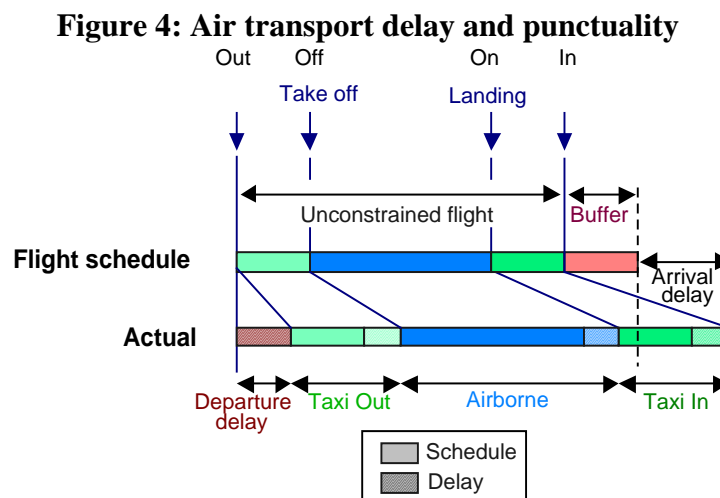 Figure 4: Air transport delay and punctuality
Out Off On In
Take off Landing
Unconstrained flight Buffer
Flight schedule
Arrival
delay
Actual
Departure
delay
Taxi Out Airborne Taxi In
Schedule
Delay